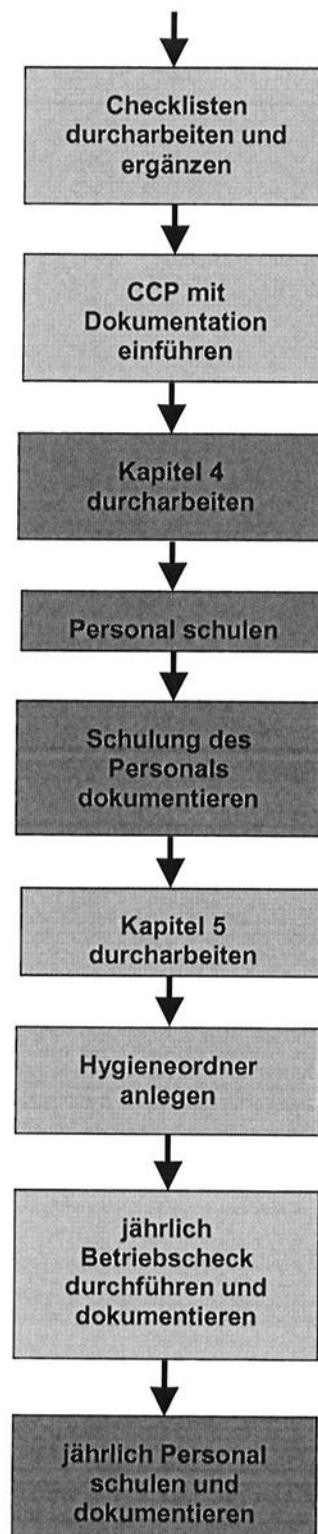 Checklisten
durcharbeiten und
ergänzen
CCP mit
Dokumentation
einführen
Kapitel 4
durcharbeiten
Personal schulen
Schulung des
Personals
dokumentieren
Kapitel 5
durcharbeiten
Hygieneordner
anlegen
jährlich
Betriebscheck
durchführen und
dokumentieren
jährlich Personal
schulen und
dokumentieren